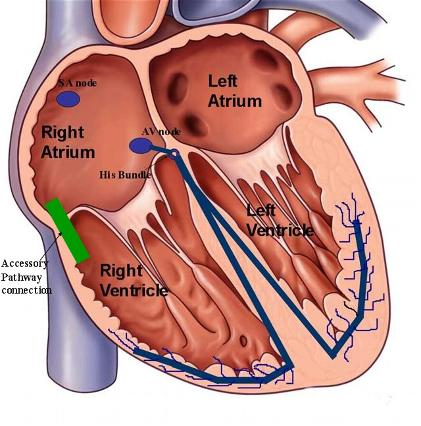 SA node
Left
Atrium
AV node
Right
Atrium
His Bundle
Left
Ventricle
Accessory
Pathway
connection
Right
Ventricle